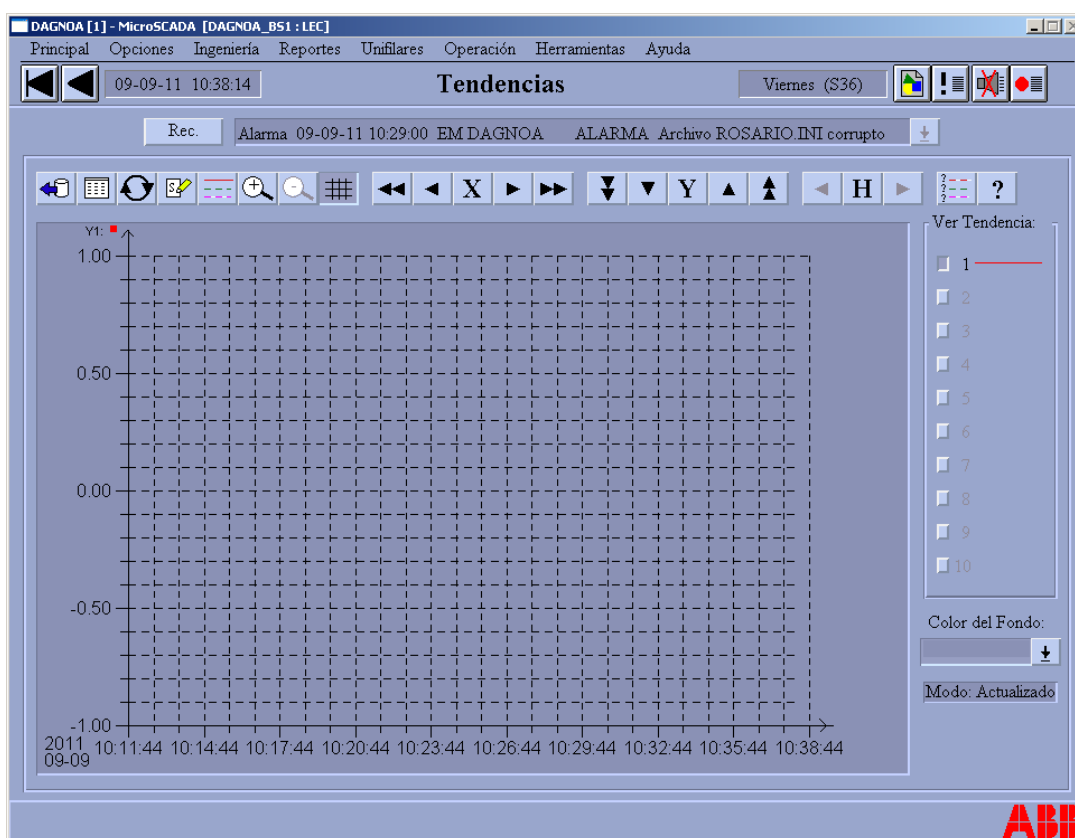 DAGNOA [1] - MicroSCADA [DAGNOA_BS1 : LEC]
Principal Opciones Ingeniería Reportes Unifilares Operación Herramientas Ayuda
09-09-11 10:38:14 Tendencias Viernes (S36)
Rec. Alarma 09-09-11 10:29:00 EM DAGNOA ALARMA Archivo ROSARIO.INI corrupto
X Y H ?
Ver Tendencia:
Y1:
1.00
1
2
3
0.50
4
5
6
7
0.00
8
9
10
-0.50
Color del Fondo:
Modo: Actualizado
-1.00
2011 10:11:44 10:14:44 10:17:44 10:20:44 10:23:44 10:26:44 10:29:44 10:32:44 10:35:44 10:38:44
09-09
ABB